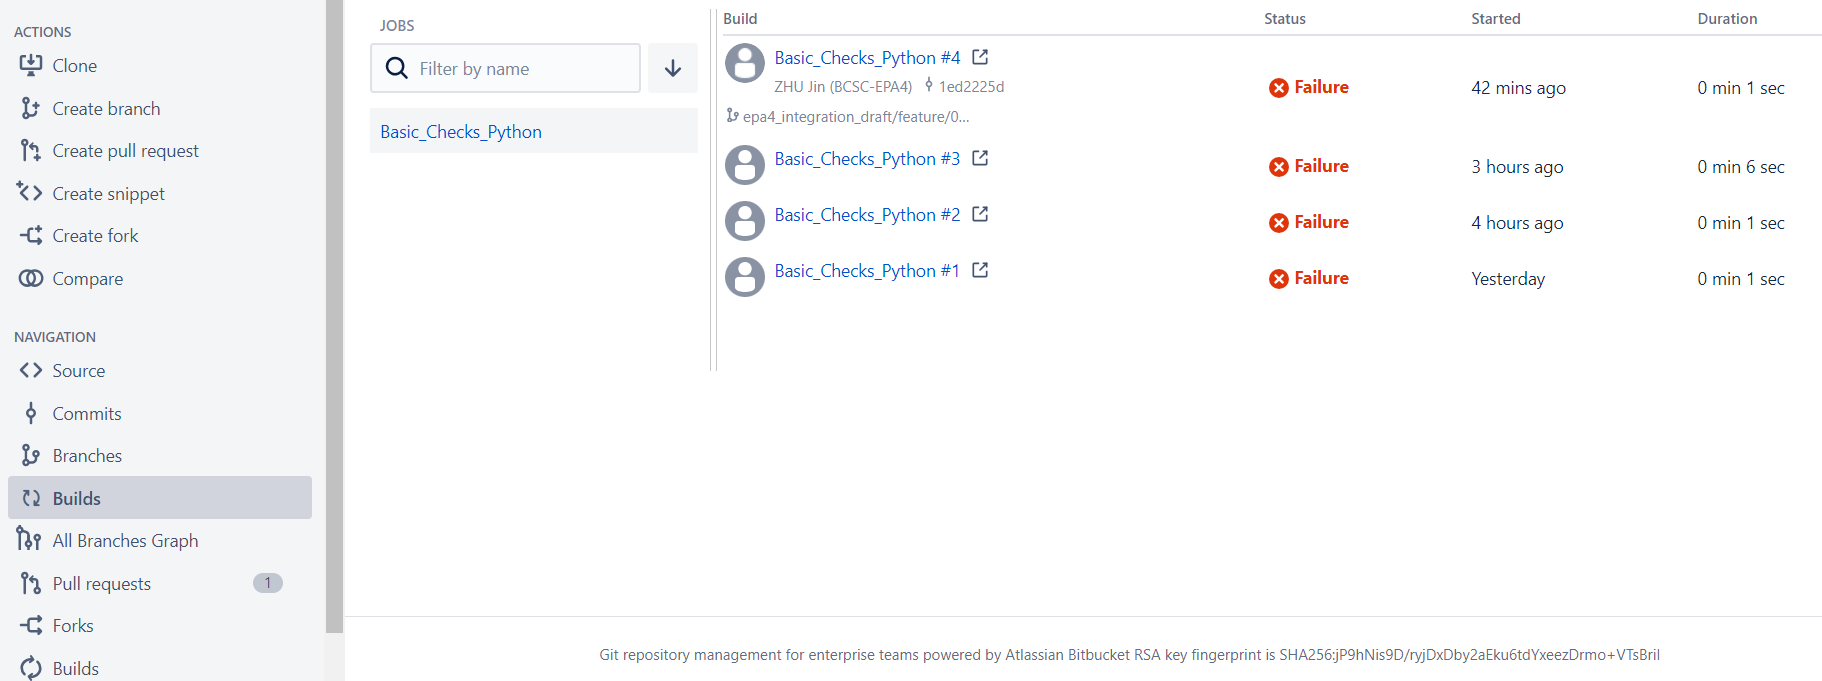 ACTIONS
Clone
Create branch
Create pull request
Create snippet
Create fork
Compare
NAVIGATION
Source
Commits
Branches
Builds
All Branches Graph
Pull requests 1
Forks
Builds
JOBS
Filter by name
Basic_Checks_Python
Build Status Started Duration
Basic_Checks_Python #4
ZHU Jin (BCSC-EPA4) 1ed2225d
Failure 42 mins ago 0 min 1 sec
epa4_integration_draft/feature/0...
Basic_Checks_Python #3 Failure 3 hours ago 0 min 6 sec
Basic_Checks_Python #2 Failure 4 hours ago 0 min 1 sec
Basic_Checks_Python #1 Failure Yesterday 0 min 1 sec
Git repository management for enterprise teams powered by Atlassian Bitbucket RSA key fingerprint is SHA256:jP9hNis9D/ryjDxDby2aEku6tdYxeezDrmo+VTsBriI